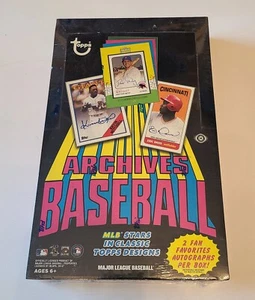 Topps
CINCINNATI
ARCHIVES
BASEBALL
MLB STARS
IN CLASSIC
TOPPS DESIGNS
MAJOR LEAGUE BASEBALL
2 FAN
FAVORITES
AUTOGRAPHS
PER BOX!
AGES 6+